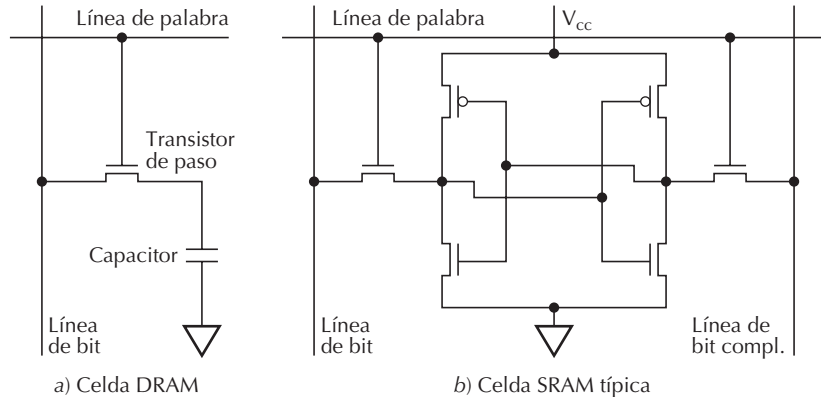 Línea de palabra
Transistor
de paso
Capacitor
Línea
de bit
a) Celda DRAM
Línea de palabra
Vcc
Línea
de bit
Línea de
bit compl.
b) Celda SRAM típica